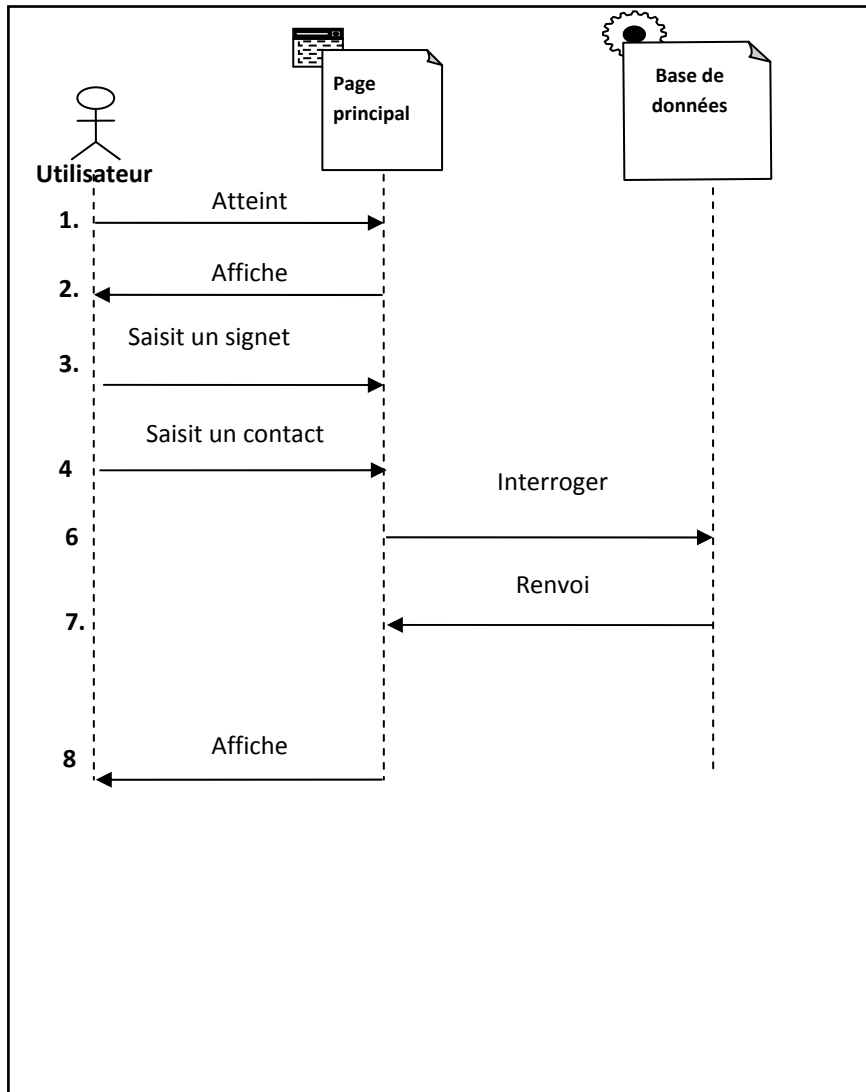 Page
principal
Base de
données
Utilisateur
Atteint
1.
Affiche
2.
Saisit un signet
3.
Saisit un contact
4
Interroger
6
Renvoi
7.
Affiche
8